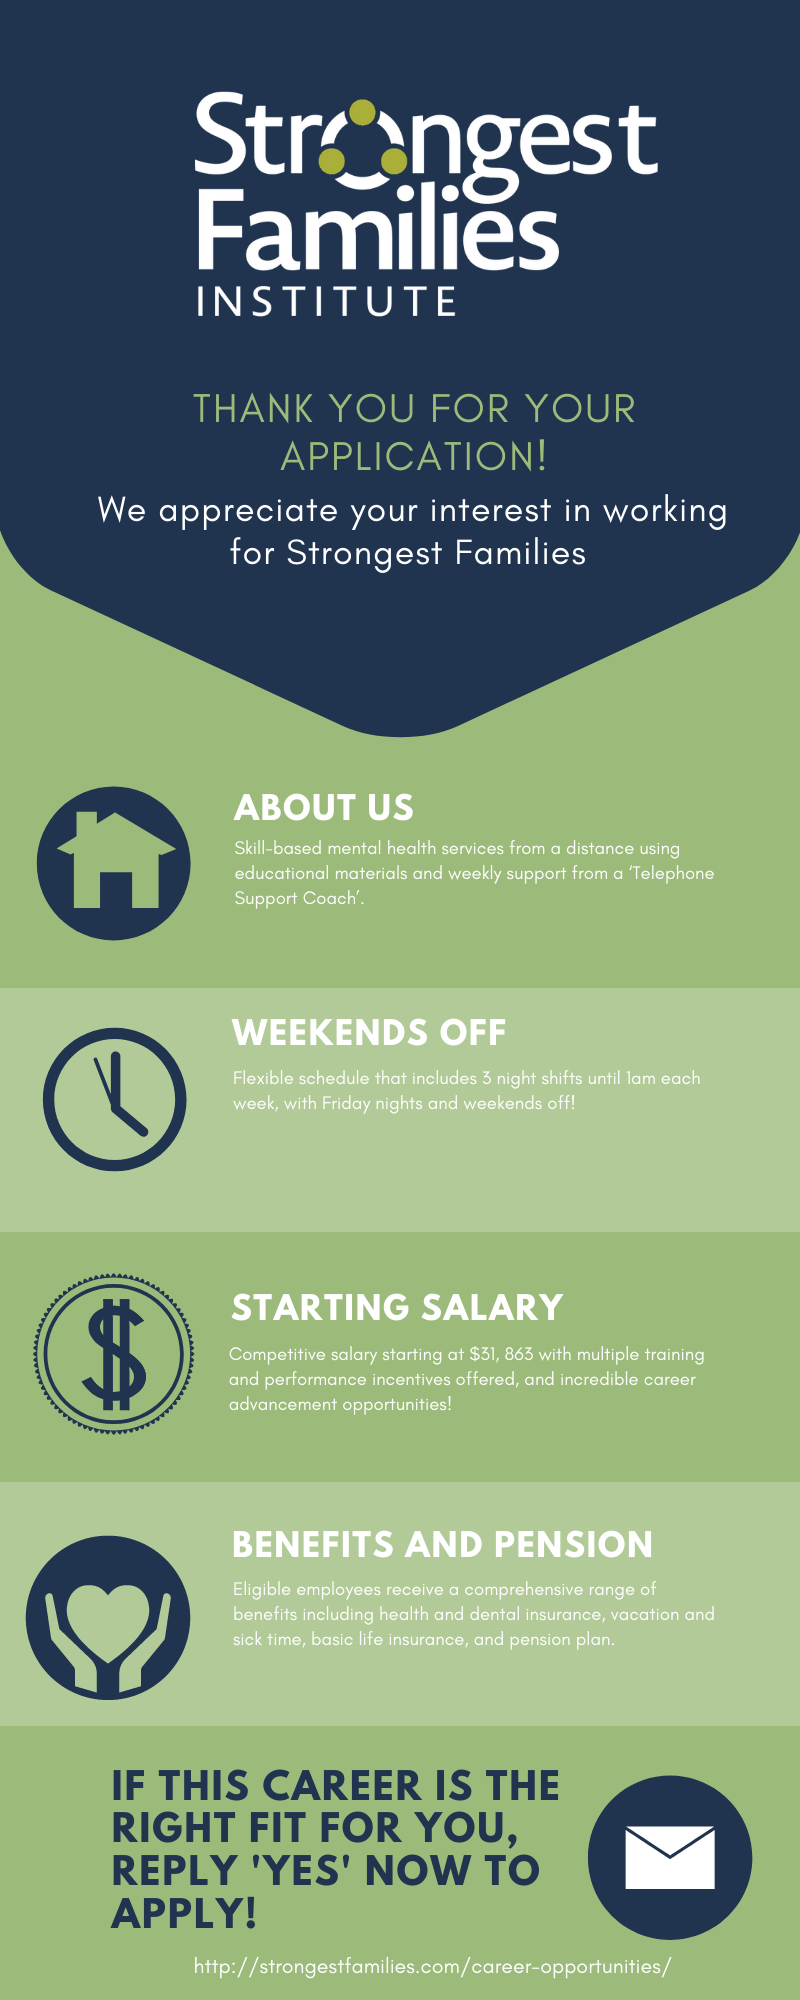 Strongest
Families
INSTITUTE
THANK YOU FOR YOUR
APPLICATION!
We appreciate your interest in working
for Strongest Families
ABOUT US
Skill-based mental health services from a distance using
educational materials and weekly support from a 'Telephone
Support Coach'.
WEEKENDS OFF
Flexible schedule that includes 3 night shifts until 1am each
week, with Friday nights and weekends off!
STARTING SALARY
Competitive salary starting at $31, 863 with multiple training
and performance incentives offered, and incredible career
advancement opportunities!
BENEFITS AND PENSION
Eligible employees receive a comprehensive range of
benefits including health and dental insurance, vacation and
sick time, basic life insurance, and pension plan.
IF THIS CAREER IS THE
RIGHT FIT FOR YOU,
REPLY 'YES' NOW TO
APPLY!
http://strongestfamilies.com/career-opportunities/